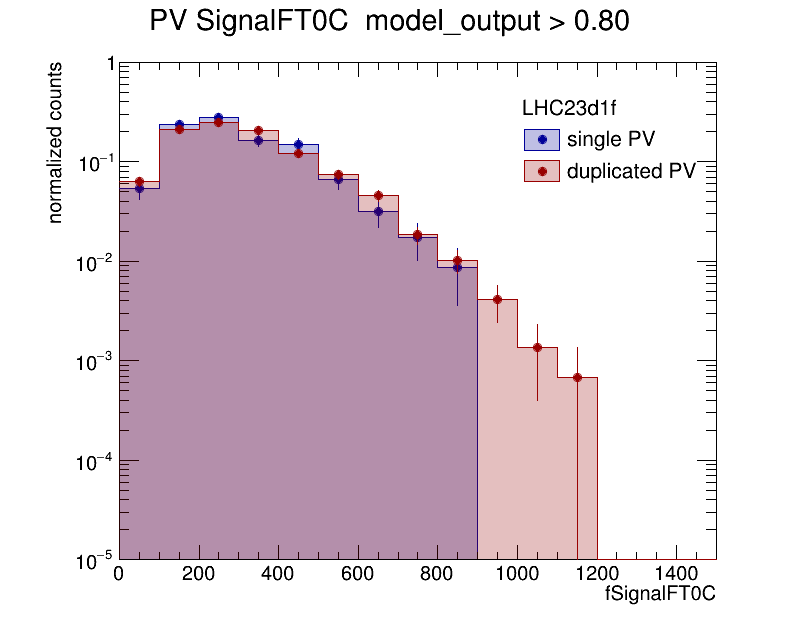 PV SignalFT0C  model_output > 0.80
normalized counts
1
10⁻¹
10⁻²
10⁻³
10⁻⁴
10⁻⁵
LHC23d1f
single PV
duplicated PV
0 200 400 600 800 1000 1200 1400
fSignalFT0C